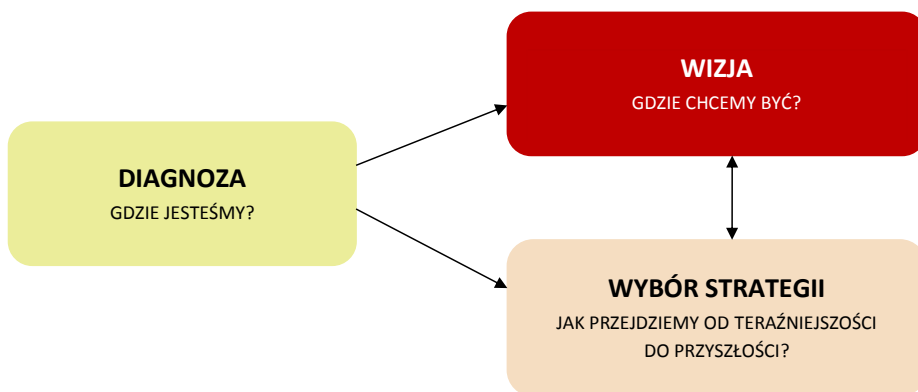 WIZJA
GDZIE CHCEMY BYĆ?
DIAGNOZA
GDZIE JESTEŚMY?
WYBÓR STRATEGII
JAK PRZEJDZIEMY OD TERAŹNIEJSZOŚCI
DO PRZYSZŁOŚCI?